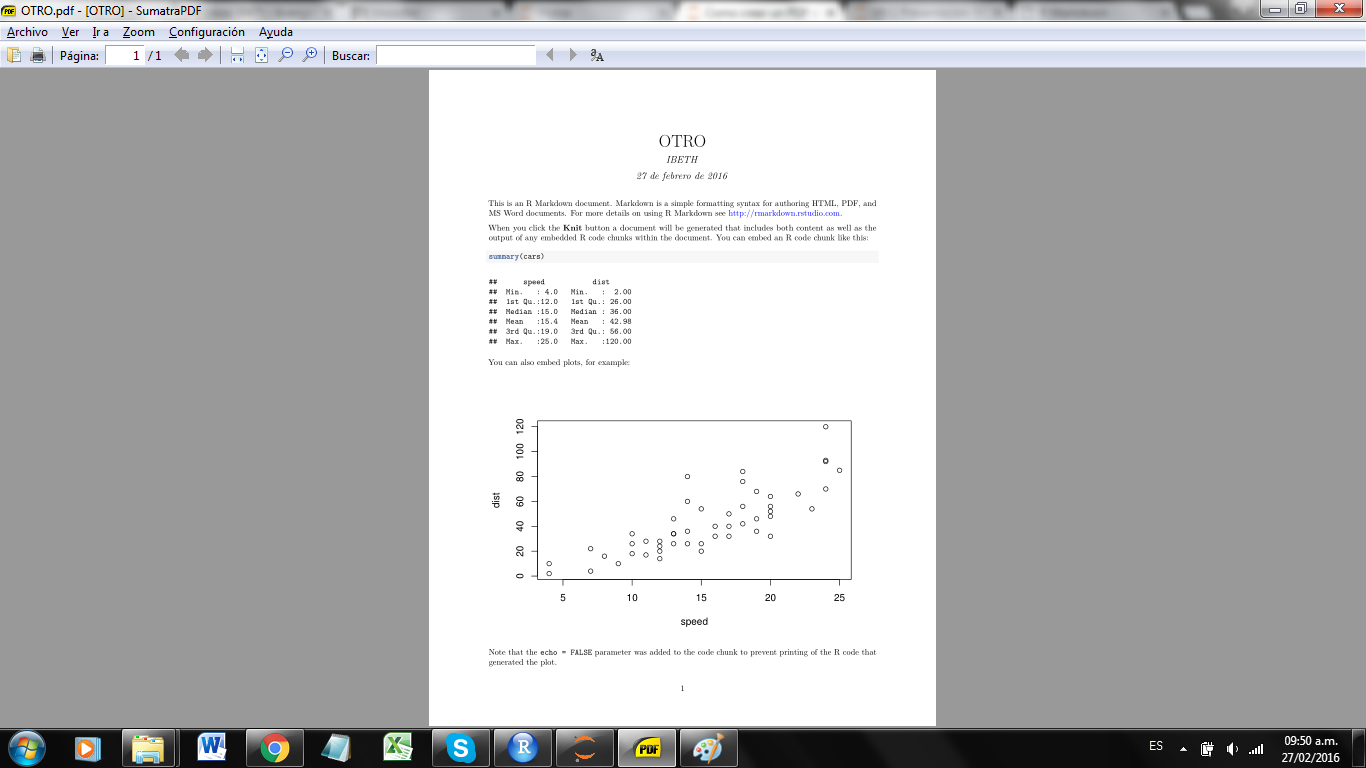 OTRO.pdf - [OTRO] - SumatraPDF
Archivo Ver Ir a Zoom Configuración Ayuda
Página: 1 / 1 Buscar:
OTRO
IBETH
27 de febrero de 2016
This is an R Markdown document. Markdown is a simple formatting syntax for authoring HTML, PDF, and
MS Word documents. For more details on using R Markdown see http://rmarkdown.rstudio.com.
When you click the Knit button a document will be generated that includes both content as well as the
output of any embedded R code chunks within the document. You can embed an R code chunk like this:
summary(cars)
##      speed           dist
##  Min.   : 4.0   Min.   :  2.00
##  1st Qu.:12.0   1st Qu.: 26.00
##  Median :15.0   Median : 36.00
##  Mean   :15.4   Mean   : 42.98
##  3rd Qu.:19.0   3rd Qu.: 56.00
##  Max.   :25.0   Max.   :120.00
You can also embed plots, for example:
120
100
80
60
40
20
0
dist
5 10 15 20 25
speed
Note that the echo = FALSE parameter was added to the code chunk to prevent printing of the R code that
generated the plot.
1
PDF
ES
09:50 a.m.
27/02/2016